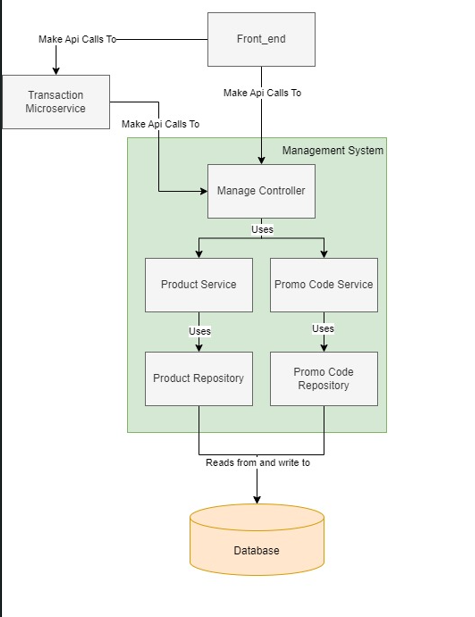 Front_end
Make Api Calls To
Transaction
Microservice
Make Api Calls To
Make Api Calls To
Management System
Manage Controller
Uses
Product Service
Promo Code Service
Uses
Uses
Product Repository
Promo Code
Repository
Reads from and write to
Database